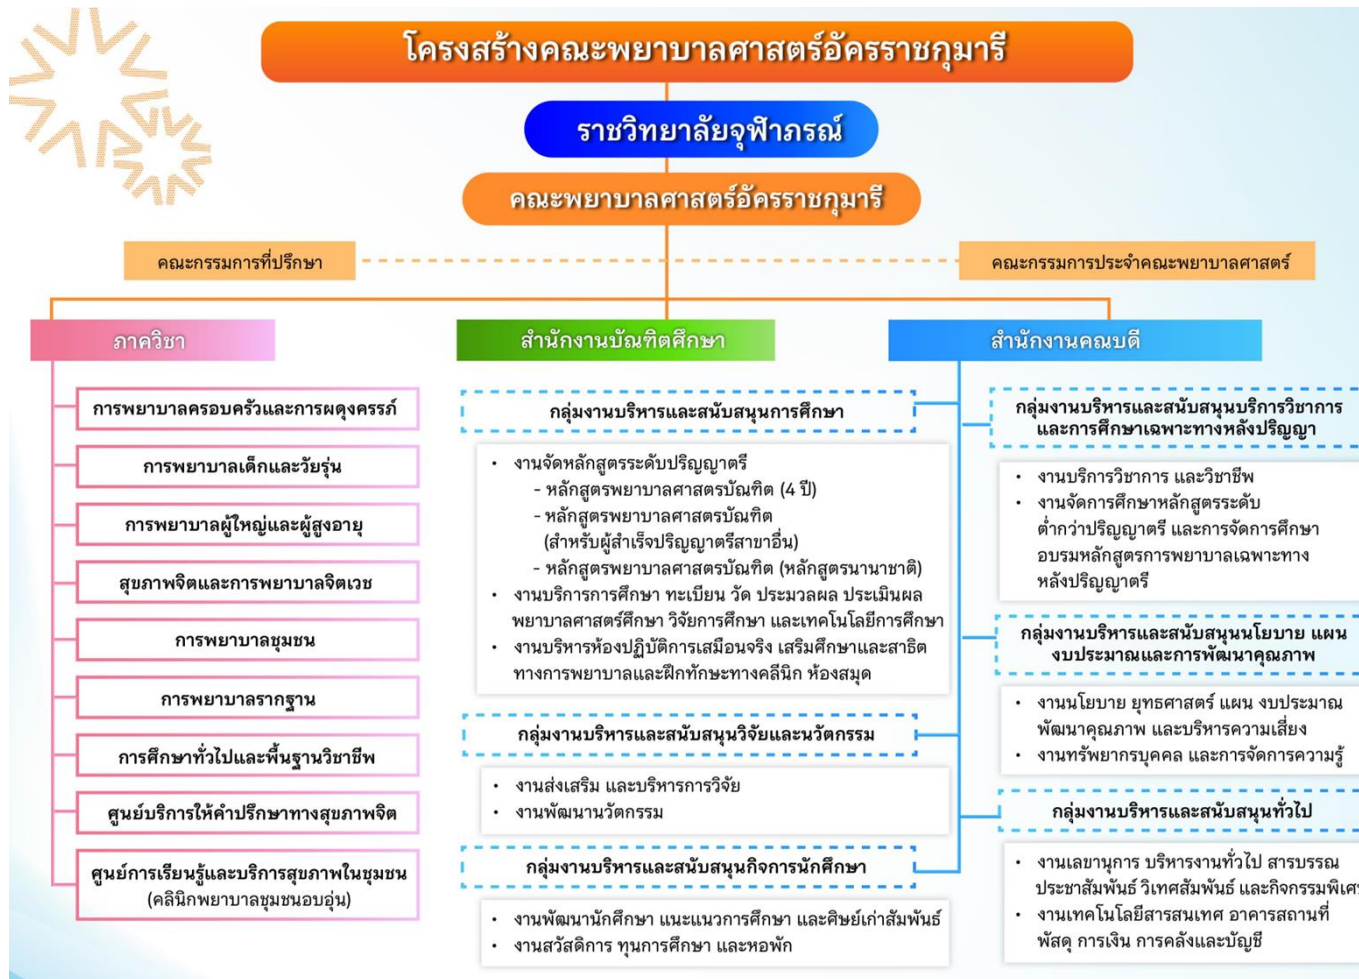 โครงสร้างคณะพยาบาลศาสตร์อัครราชกุมารี
ราชวิทยาลัยจุฬาภรณ์
คณะพยาบาลศาสตร์อัครราชกุมารี
คณะกรรมการที่ปรึกษา
คณะกรรมการประจำคณะพยาบาลศาสตร์
ภาควิชา
การพยาบาลครอบครัวและการผดุงครรภ์
การพยาบาลเด็กและวัยรุ่น
การพยาบาลผู้ใหญ่และผู้สูงอายุ
สุขภาพจิตและการพยาบาลจิตเวช
การพยาบาลชุมชน
การพยาบาลรากฐาน
การศึกษาทั่วไปและพื้นฐานวิชาชีพ
ศูนย์บริการให้คำปรึกษาทางสุขภาพจิต
ศูนย์การเรียนรู้และบริการสุขภาพในชุมชน
(คลินิกพยาบาลชุมชนอบอุ่น)
สำนักงานบัณฑิตศึกษา
กลุ่มงานบริหารและสนับสนุนการศึกษา
• งานจัดหลักสูตรระดับปริญญาตรี
- หลักสูตรพยาบาลศาสตรบัณฑิต (4 ปี)
- หลักสูตรพยาบาลศาสตรบัณฑิต
(สำหรับผู้สำเร็จปริญญาตรีสาขาอื่น)
- หลักสูตรพยาบาลศาสตรบัณฑิต (หลักสูตรนานาชาติ)
• งานบริการการศึกษา ทะเบียน วัด ประมวลผล ประเมินผล
พยาบาลศาสตร์ศึกษา วิจัยการศึกษา และเทคโนโลยีการศึกษา
• งานบริหารห้องปฏิบัติการเสมือนจริง เสริมศึกษาและสาธิต
ทางการพยาบาลและฝึกทักษะทางคลีนิก ห้องสมุด
กลุ่มงานบริหารและสนับสนุนวิจัยและนวัตกรรม
• งานส่งเสริม และบริหารการวิจัย
• งานพัฒนานวัตกรรม
กลุ่มงานบริหารและสนับสนุนกิจการนักศึกษา
• งานพัฒนานักศึกษา แนะแนวการศึกษา และศิษย์เก่าสัมพันธ์
• งานสวัสดิการ ทุนการศึกษา และหอพัก
สำนักงานคณบดี
กลุ่มงานบริหารและสนับสนุนบริการวิชาการ
และการศึกษาเฉพาะทางหลังปริญญา
• งานบริการวิชาการ และวิชาชีพ
• งานจัดการศึกษาหลักสูตรระดับ
ต่ำกว่าปริญญาตรี และการจัดการศึกษา
อบรมหลักสูตรการพยาบาลเฉพาะทาง
หลังปริญญาตรี
กลุ่มงานบริหารและสนับสนุนนโยบาย แผน
งบประมาณและการพัฒนาคุณภาพ
• งานนโยบาย ยุทธศาสตร์ แผน งบประมาณ
พัฒนาคุณภาพ และบริหารความเสี่ยง
• งานทรัพยากรบุคคล และการจัดการความรู้
กลุ่มงานบริหารและสนับสนุนทั่วไป
• งานเลขานุการ บริหารงานทั่วไป สารบรรณ
ประชาสัมพันธ์ วิเทศสัมพันธ์ และกิจกรรมพิเศษ
• งานเทคโนโลยีสารสนเทศ อาคารสถานที่
พัสดุ การเงิน การคลังและบัญชี